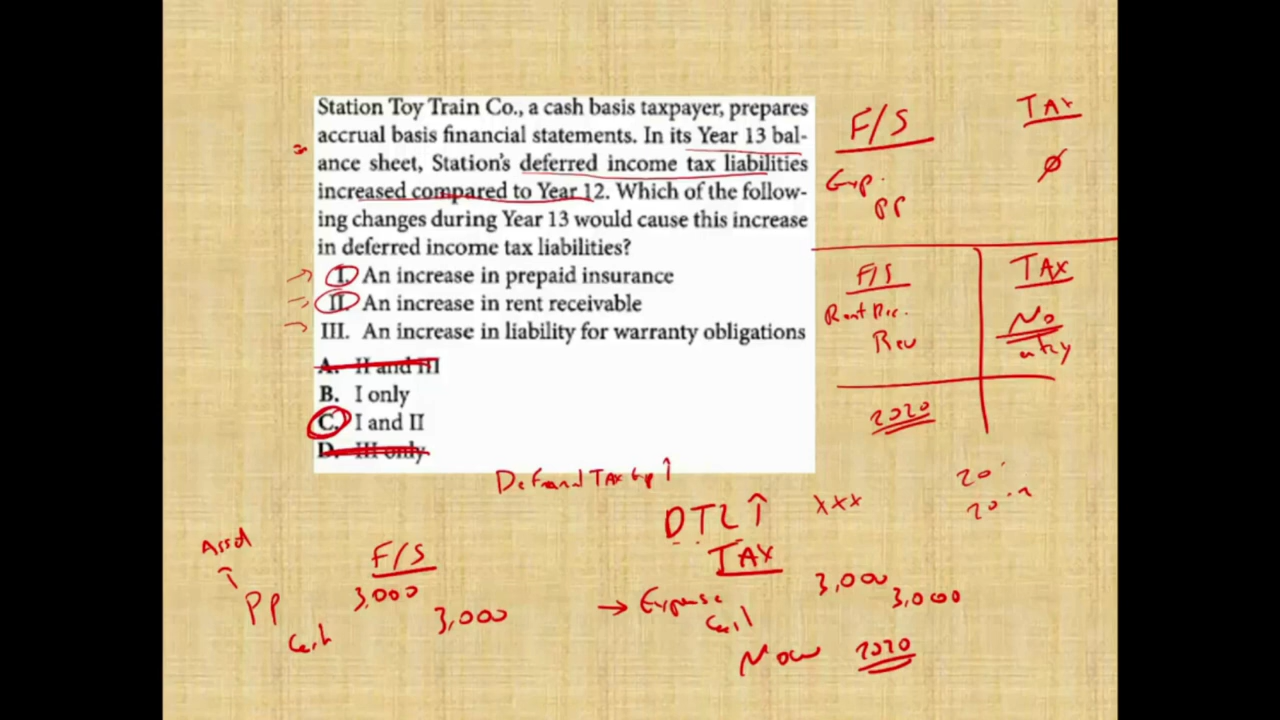 Station Toy Train Co., a cash basis taxpayer, prepares
accrual basis financial statements. In its Year 13 bal-
ance sheet, Station's deferred income tax liabilities
increased compared to Year 12. Which of the follow-
ing changes during Year 13 would cause this increase
in deferred income tax liabilities?
I. An increase in prepaid insurance
II. An increase in rent receivable
III. An increase in liability for warranty obligations
A. II and III
B. I only
C. I and II
D. III only
F/S TAX
Exp. ∅
PP
F/S TAX
Rent Rec. No
Rev entry
2020
Deferred Tax Exp ↑
DTL ↑ XXX
Asset
↑ F/S TAX
PP 3,000
Cash 3,000
→ Expense 3,000
Cash 3,000
Now 2020